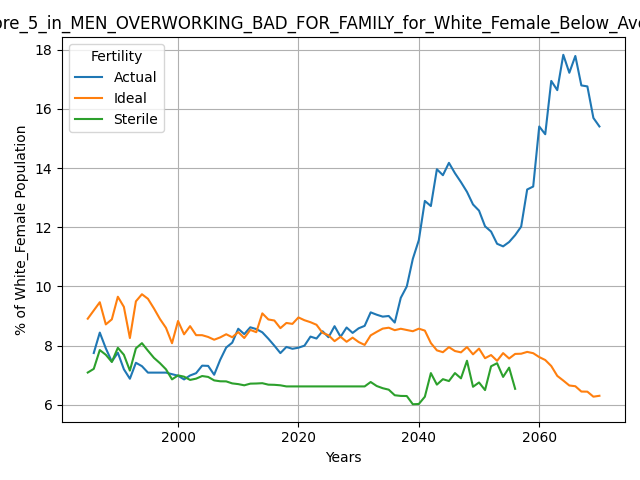 ore_5_in_MEN_OVERWORKING_BAD_FOR_FAMILY_for_White_Female_Below_Ave
Fertility
Actual
Ideal
Sterile
% of White_Female Population
18
16
14
12
10
8
6
2000 2020 2040 2060
Years